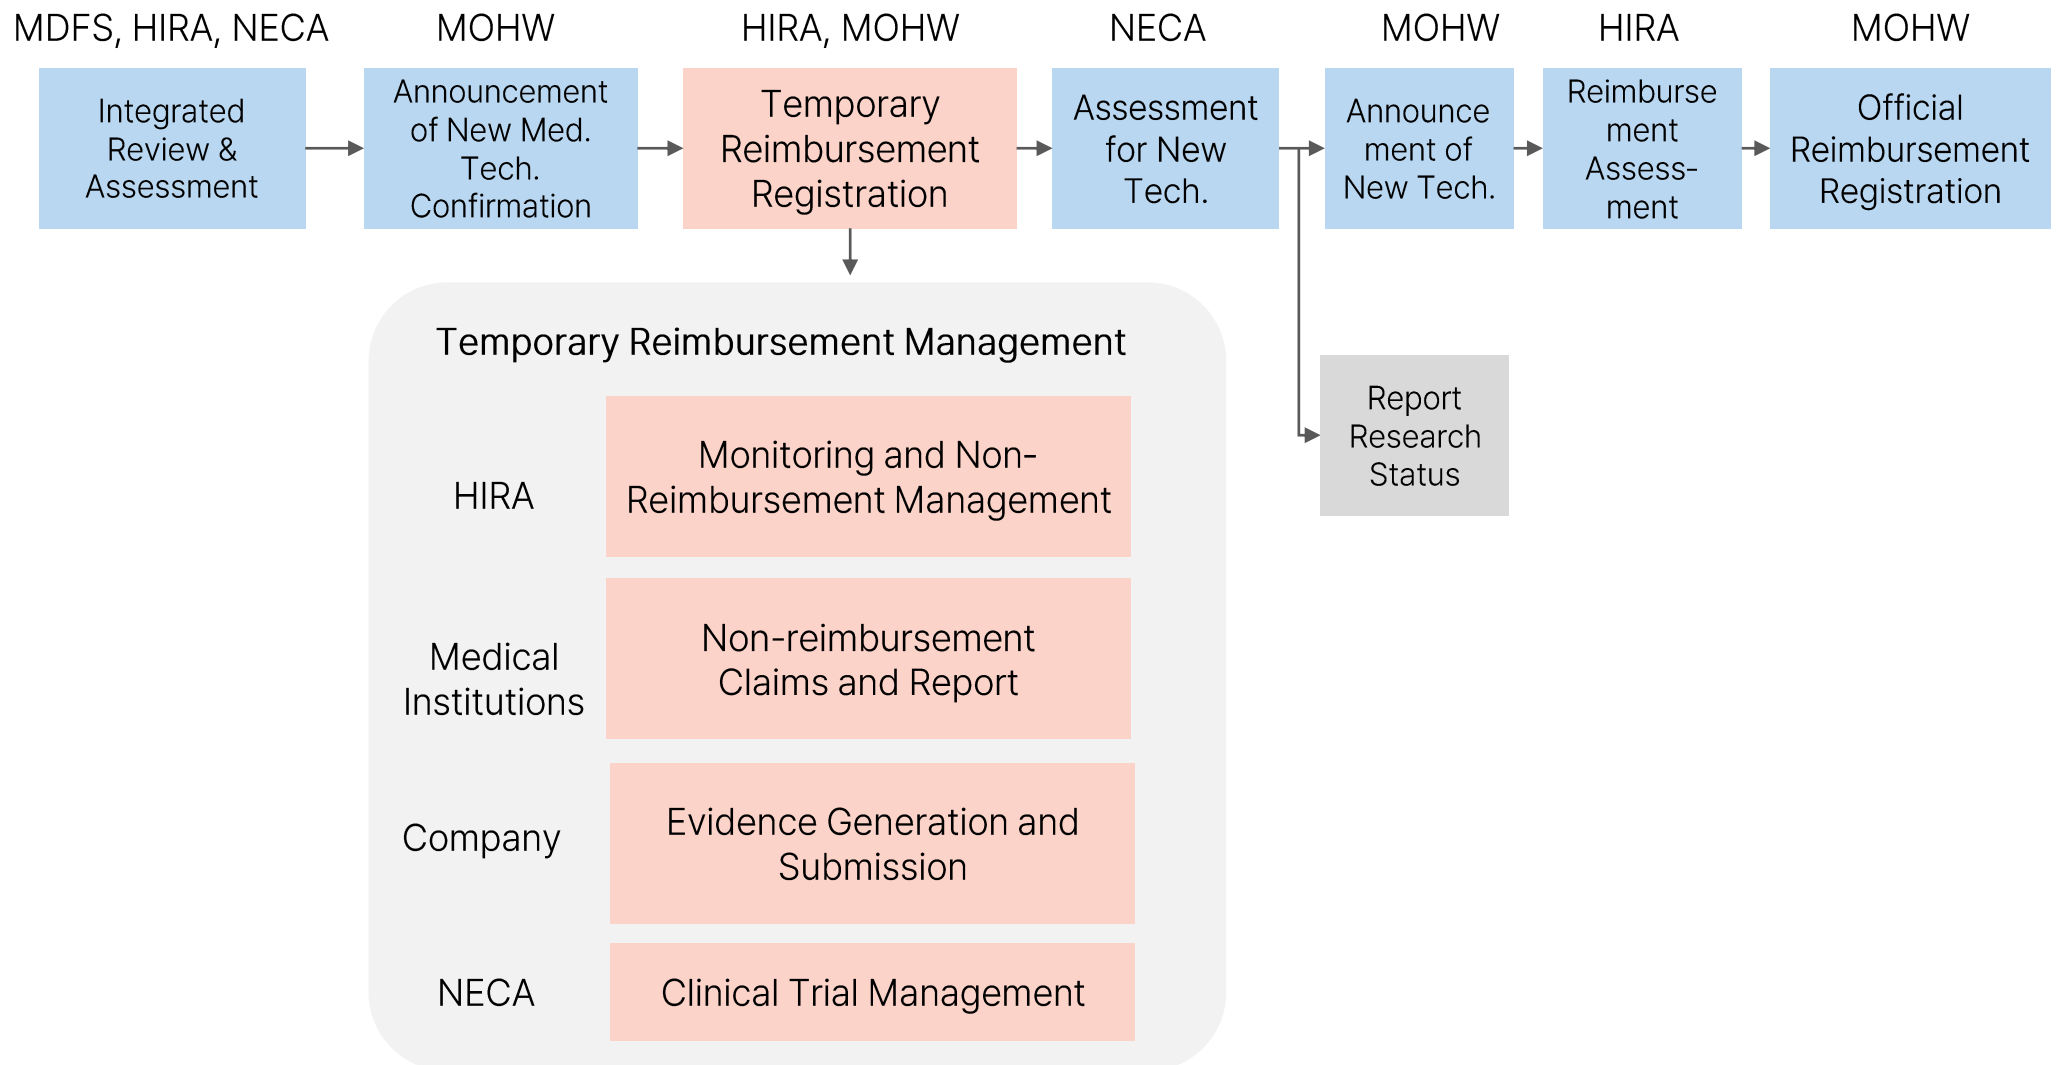 MDFS, HIRA, NECA
MOHW
HIRA, MOHW
NECA
MOHW
HIRA
MOHW
Integrated
Review &
Assessment
Announcement
of New Med.
Tech.
Confirmation
Temporary
Reimbursement
Registration
Assessment
for New
Tech.
Announce
ment of
New Tech.
Reimburse
ment
Assess-
ment
Official
Reimbursement
Registration
Temporary Reimbursement Management
HIRA
Monitoring and Non-
Reimbursement Management
Medical
Institutions
Non-reimbursement
Claims and Report
Company
Evidence Generation and
Submission
NECA
Clinical Trial Management
Report
Research
Status